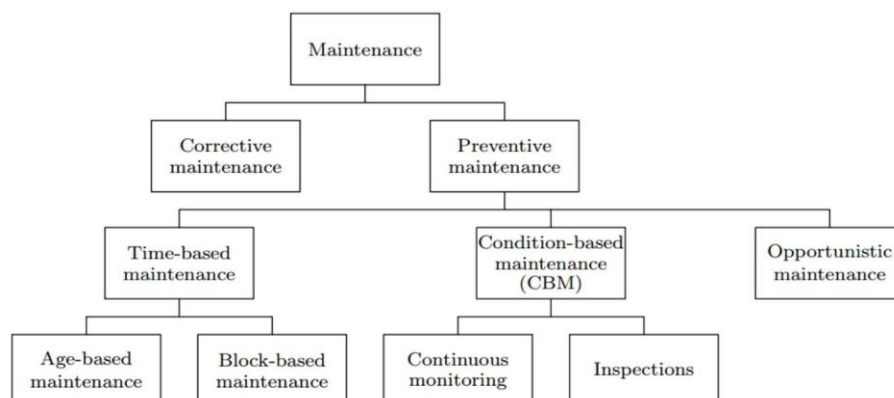 Maintenance
Corrective
maintenance
Preventive
maintenance
Time-based
maintenance
Condition-based
maintenance
(CBM)
Opportunistic
maintenance
Age-based
maintenance
Block-based
maintenance
Continuous
monitoring
Inspections